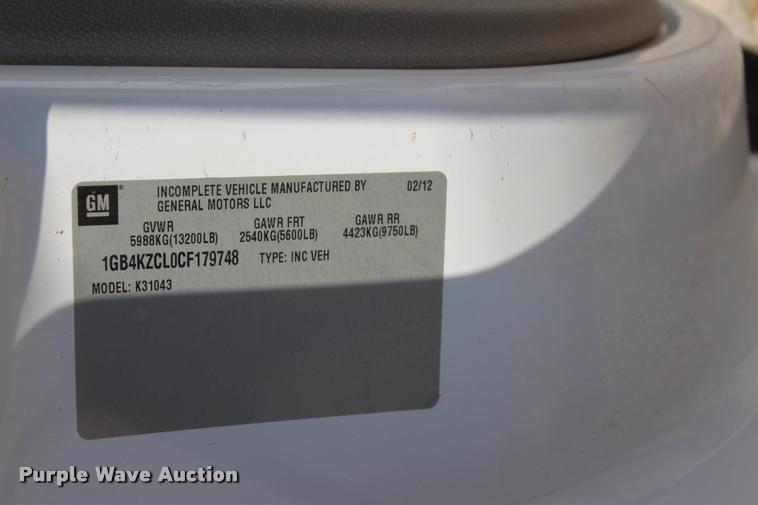 GM
INCOMPLETE VEHICLE MANUFACTURED BY 02/12
GENERAL MOTORS LLC
GVWR GAWR FRT GAWR RR
5988KG(13200LB) 2540KG(5600LB) 4423KG(9750LB)
1GB4KZCL0CF179748 TYPE: INC VEH
MODEL: K31043
Purple Wave Auction